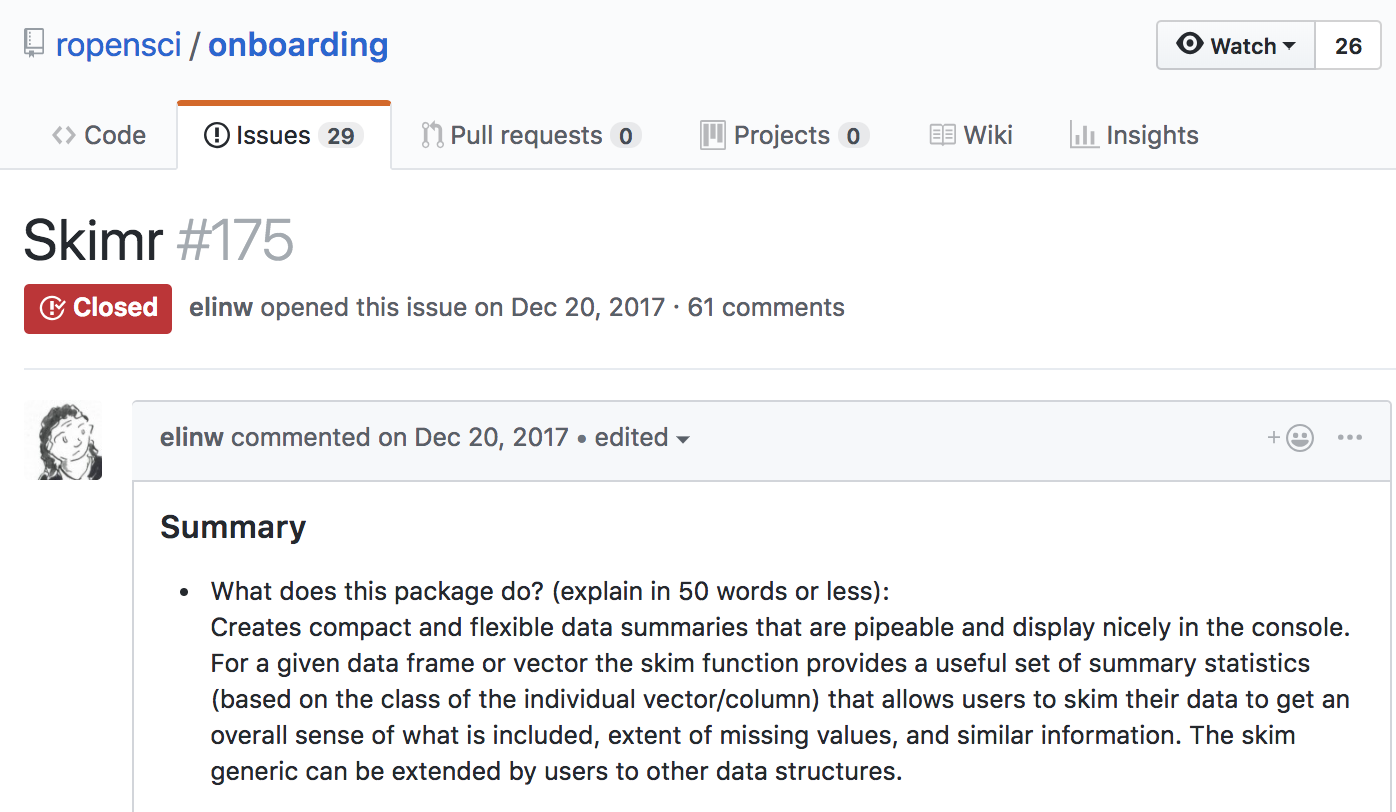 ropensci / onboarding
Watch 26
Code Issues 29 Pull requests 0 Projects 0 Wiki Insights
Skimr #175
Closed elinw opened this issue on Dec 20, 2017 · 61 comments
elinw commented on Dec 20, 2017 • edited
Summary
• What does this package do? (explain in 50 words or less):
Creates compact and flexible data summaries that are pipeable and display nicely in the console.
For a given data frame or vector the skim function provides a useful set of summary statistics
(based on the class of the individual vector/column) that allows users to skim their data to get an
overall sense of what is included, extent of missing values, and similar information. The skim
generic can be extended by users to other data structures.